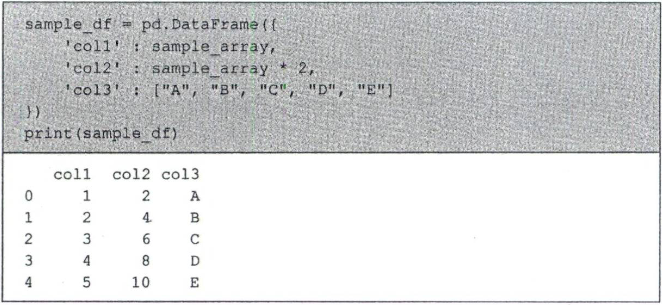 sample_df = pd.DataFrame({
    'col1' : sample_array,
    'col2' : sample_array * 2,
    'col3' : ["A", "B", "C", "D", "E"]
})
print(sample_df)
   col1  col2 col3
0     1     2    A
1     2     4    B
2     3     6    C
3     4     8    D
4     5    10    E